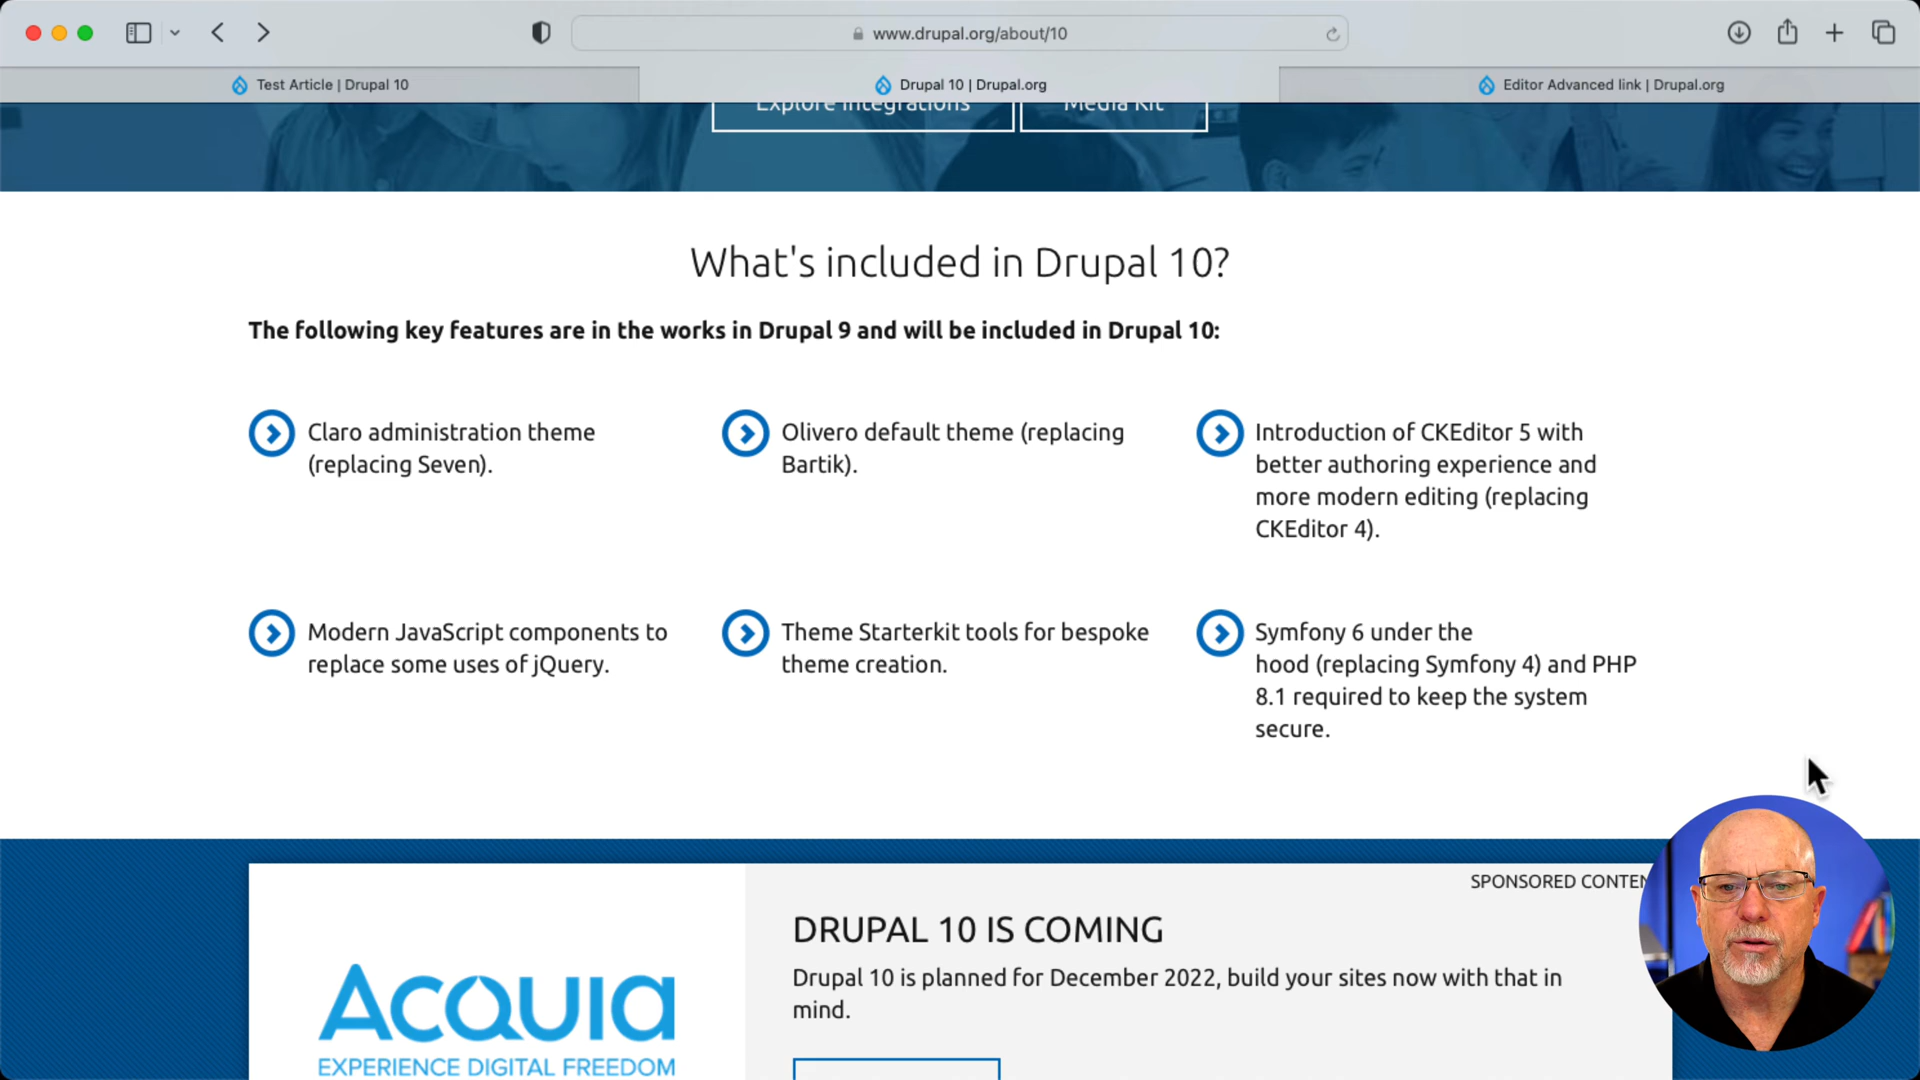 www.drupal.org/about/10
Test Article | Drupal 10
Drupal 10 | Drupal.org
Editor Advanced link | Drupal.org
Explore Integrations
Media Kit
What's included in Drupal 10?
The following key features are in the works in Drupal 9 and will be included in Drupal 10:
Claro administration theme
(replacing Seven).
Olivero default theme (replacing
Bartik).
Introduction of CKEditor 5 with
better authoring experience and
more modern editing (replacing
CKEditor 4).
Modern JavaScript components to
replace some uses of jQuery.
Theme Starterkit tools for bespoke
theme creation.
Symfony 6 under the
hood (replacing Symfony 4) and PHP
8.1 required to keep the system
secure.
SPONSORED CONTEN
DRUPAL 10 IS COMING
Drupal 10 is planned for December 2022, build your sites now with that in
mind.
ACQUIA
EXPERIENCE DIGITAL FREEDOM